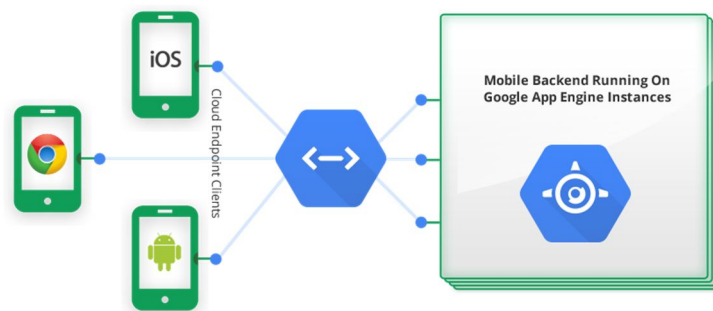 iOS
Cloud Endpoint Clients
Mobile Backend Running On
Google App Engine Instances